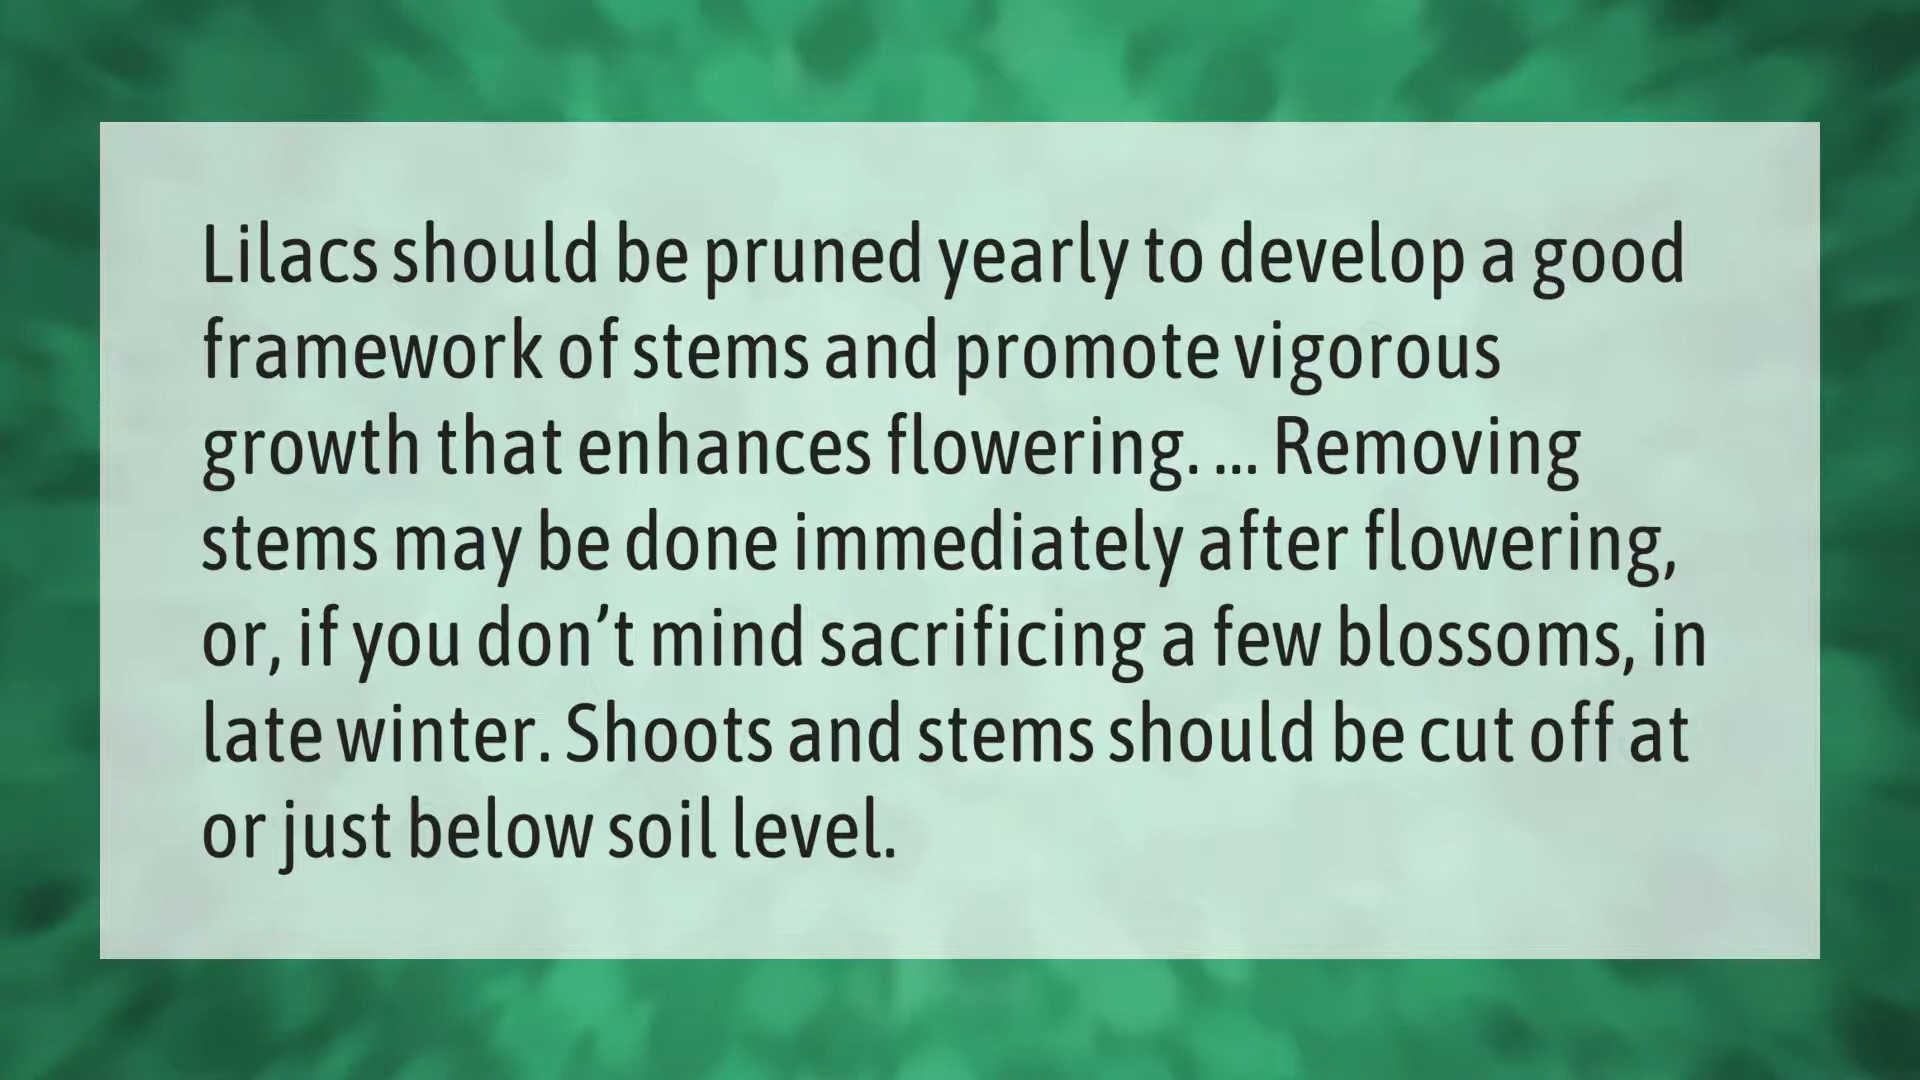 Lilacs should be pruned yearly to develop a good
framework of stems and promote vigorous
growth that enhances flowering. ... Removing
stems may be done immediately after flowering,
or, if you don’t mind sacrificing a few blossoms, in
late winter. Shoots and stems should be cut off at
or just below soil level.